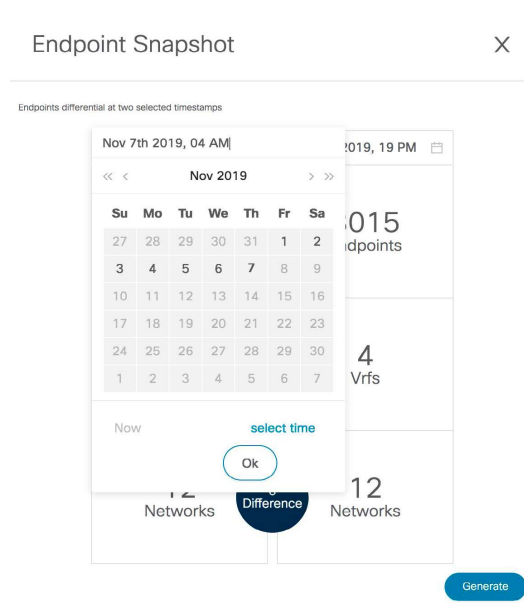 Endpoint Snapshot X
Endpoints differential at two selected timestamps
Nov 7th 2019, 04 AM
2019, 19 PM
« < Nov 2019 > »
Su Mo Tu We Th Fr Sa
27 28 29 30 31 1 2
3 4 5 6 7 8 9
10 11 12 13 14 15 16
17 18 19 20 21 22 23
24 25 26 27 28 29 30
1 2 3 4 5 6 7
015
dpoints
4
Vrfs
Now select time
Ok
12 12
Networks Difference Networks
Generate